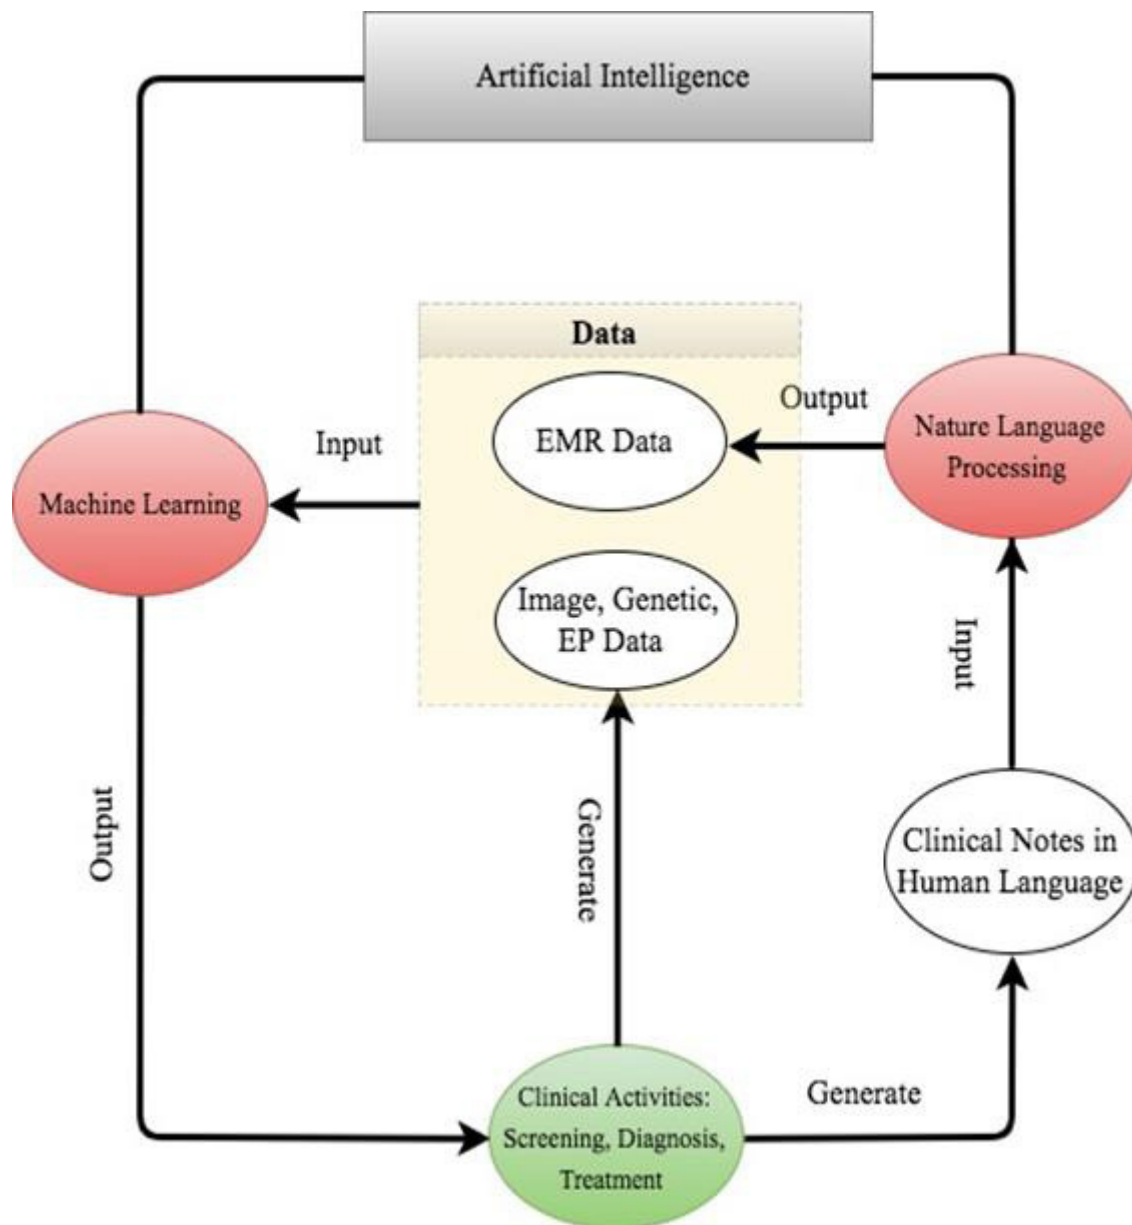 Artificial Intelligence
Data
Output
EMR Data
Nature Language
Processing
Input
Machine Learning
Image, Genetic,
EP Data
Input
Output
Generate
Clinical Notes in
Human Language
Clinical Activities:
Screening, Diagnosis,
Treatment
Generate